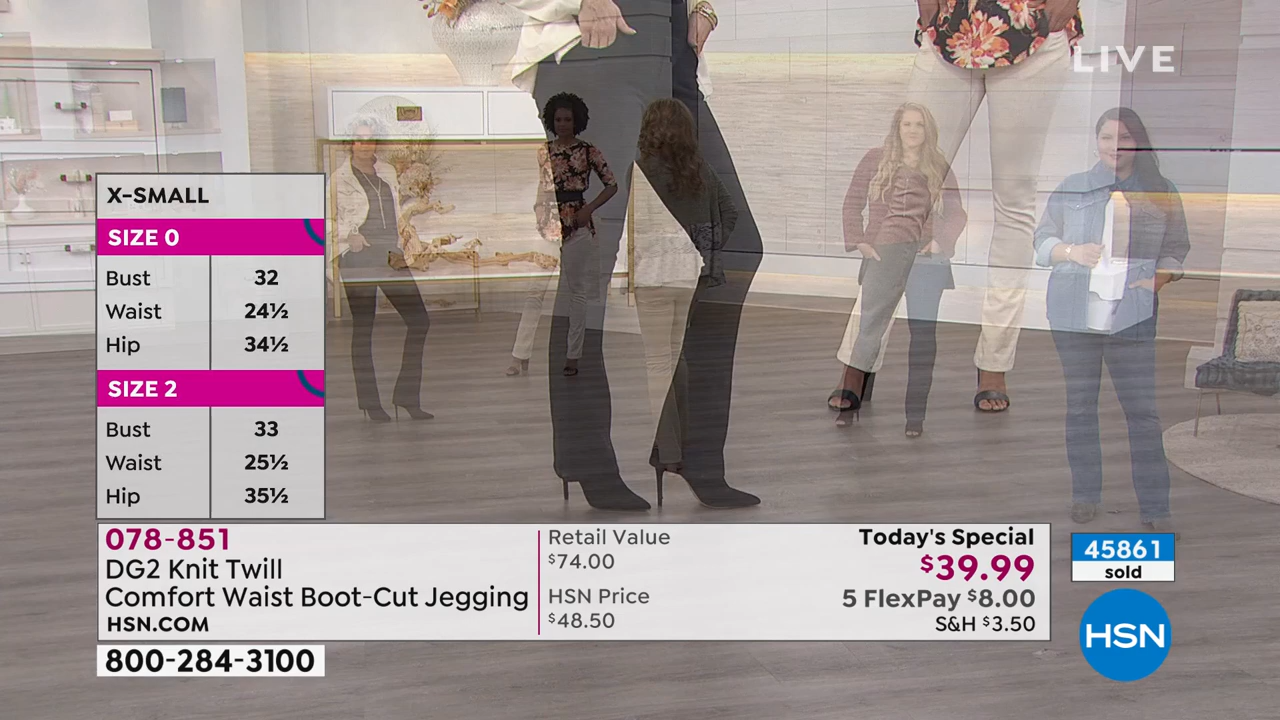 LIVE
X-SMALL
SIZE 0
Bust 32
Waist 24½
Hip 34½
SIZE 2
Bust 33
Waist 25½
Hip 35½
078-851
DG2 Knit Twill
Comfort Waist Boot-Cut Jegging
HSN.COM
Retail Value
$74.00
HSN Price
$48.50
Today's Special
$39.99
5 FlexPay $8.00
S&H $3.50
45861
sold
HSN
800-284-3100